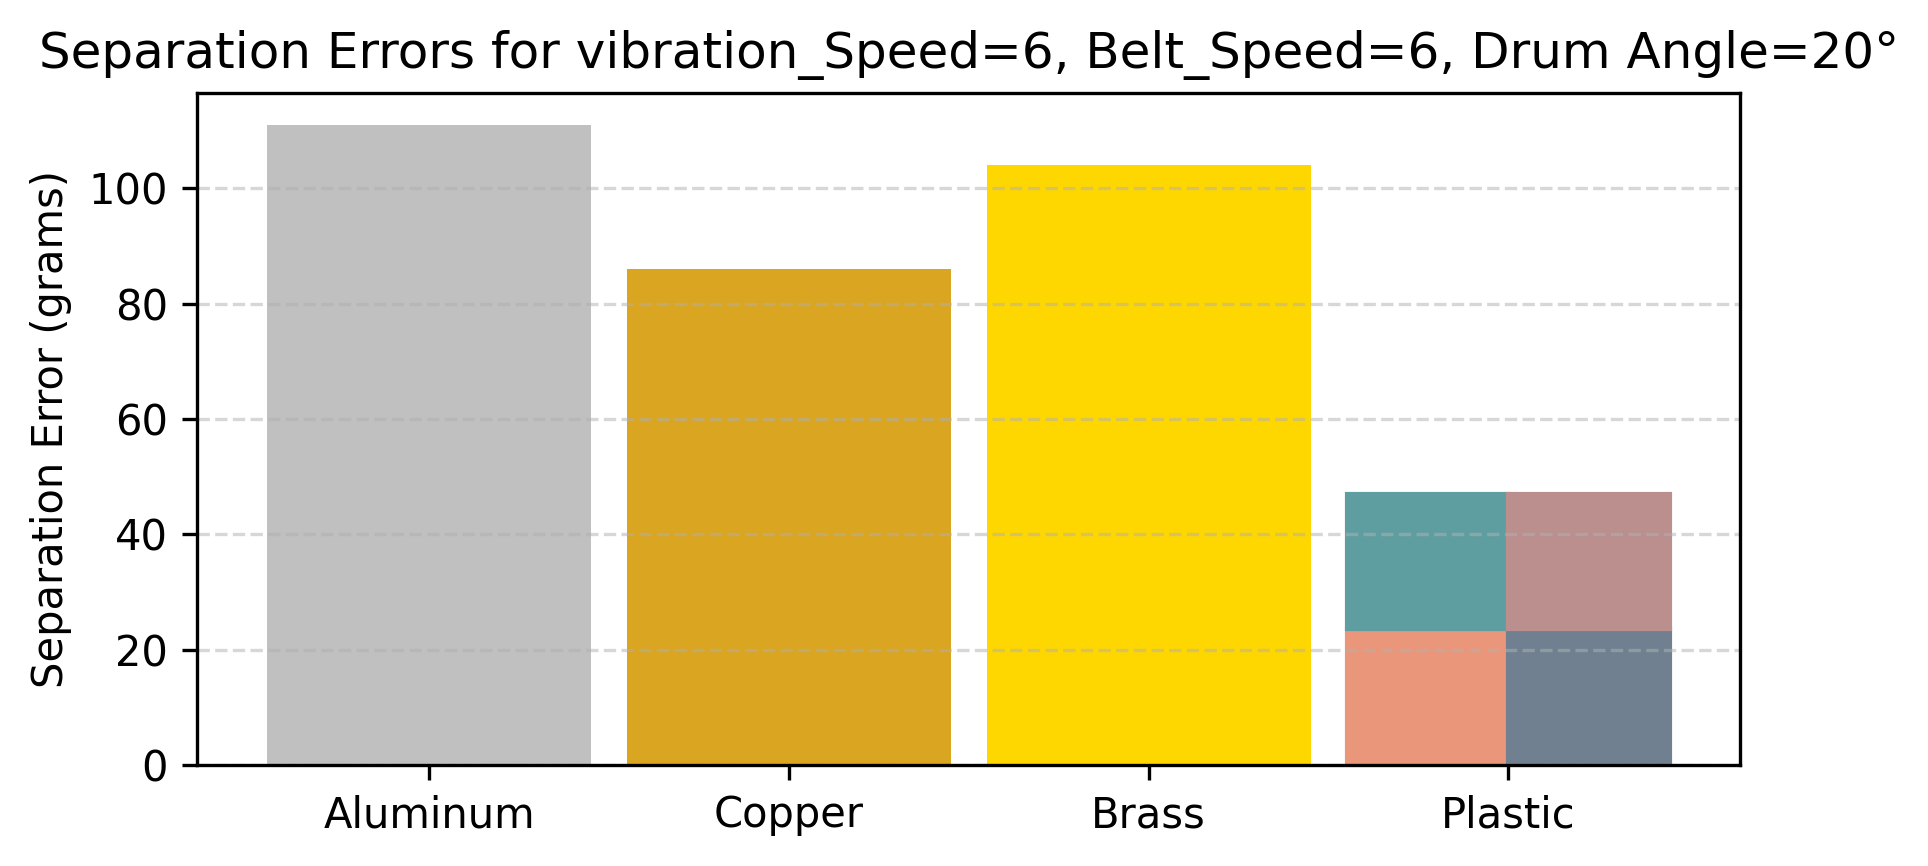 Separation Errors for vibration_Speed=6, Belt_Speed=6, Drum Angle=20°
Separation Error (grams)
100
80
60
40
20
0
Aluminum
Copper
Brass
Plastic